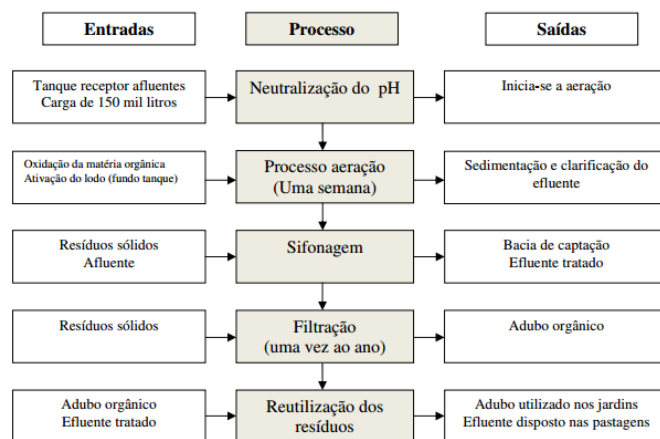 Entradas
Processo
Saídas
Tanque receptor afluentes
Carga de 150 mil litros
Neutralização do pH
Inicia-se a aeração
Oxidação da matéria orgânica
Ativação do lodo (fundo tanque)
Processo aeração
(Uma semana)
Sedimentação e clarificação do
efluente
Resíduos sólidos
Afluente
Sifonagem
Bacia de captação
Efluente tratado
Resíduos sólidos
Filtração
(uma vez ao ano)
Adubo orgânico
Adubo orgânico
Efluente tratado
Reutilização dos
resíduos
Adubo utilizado nos jardins
Efluente disposto nas pastagens